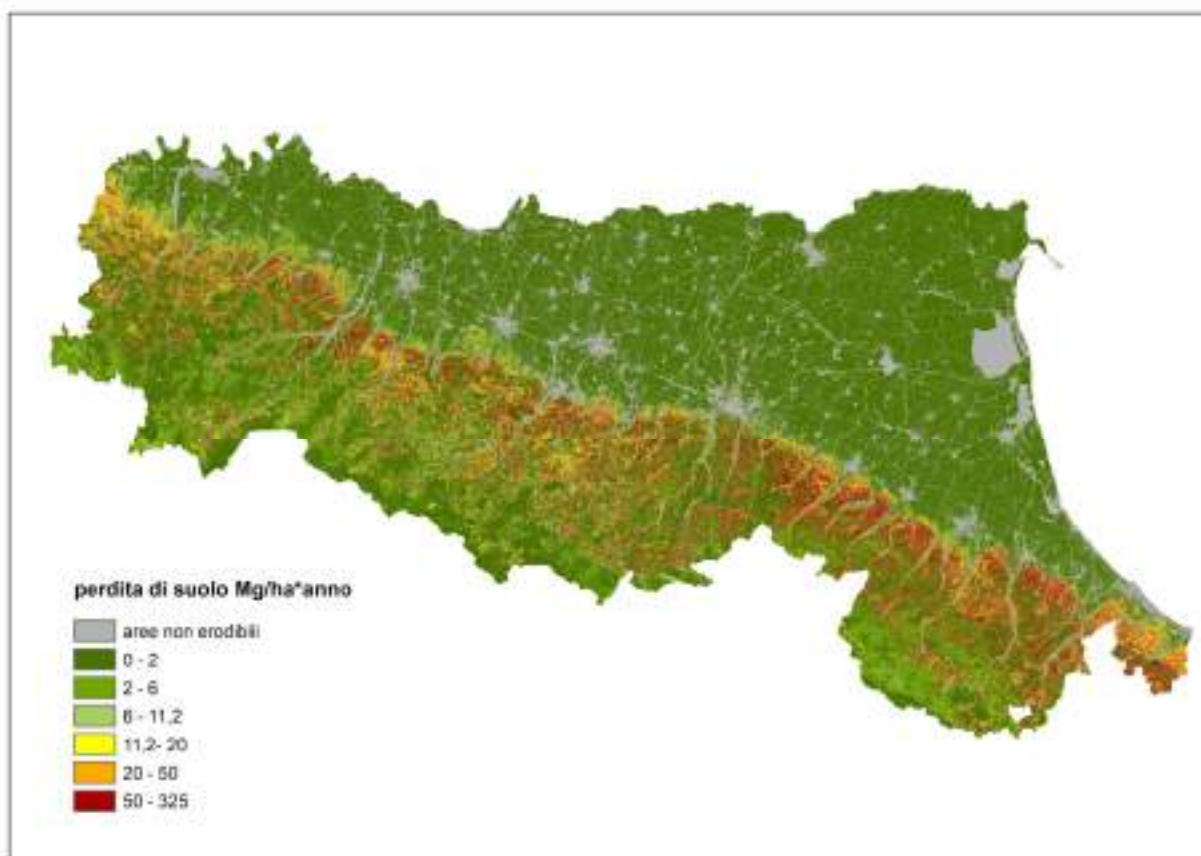 perdita di suolo Mg/ha*anno
aree non erodibili
0 - 2
2 - 6
6 - 11,2
11,2- 20
20 - 50
50 - 325